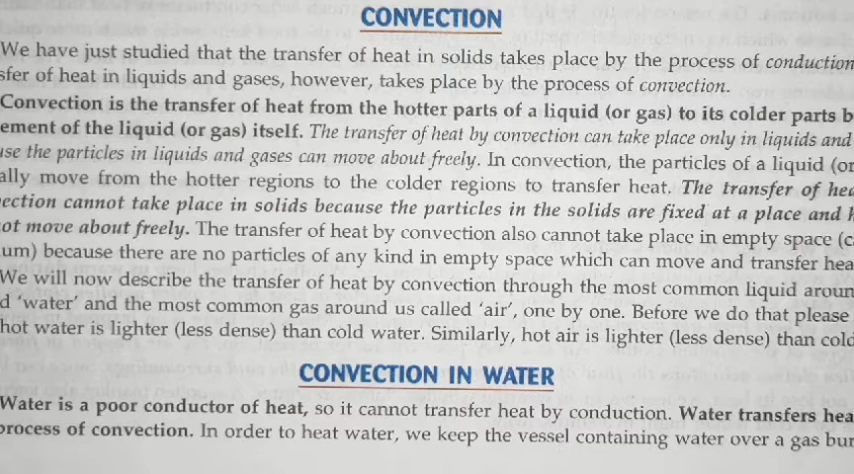 CONVECTION
We have just studied that the transfer of heat in solids takes place by the process of conduction
sfer of heat in liquids and gases, however, takes place by the process of convection.
Convection is the transfer of heat from the hotter parts of a liquid (or gas) to its colder parts b
ement of the liquid (or gas) itself. The transfer of heat by convection can take place only in liquids and
use the particles in liquids and gases can move about freely. In convection, the particles of a liquid (or
ally move from the hotter regions to the colder regions to transfer heat. The transfer of hea
ection cannot take place in solids because the particles in the solids are fixed at a place and h
ot move about freely. The transfer of heat by convection also cannot take place in empty space (ca
um) because there are no particles of any kind in empty space which can move and transfer hea
We will now describe the transfer of heat by convection through the most common liquid aroun
d 'water' and the most common gas around us called 'air', one by one. Before we do that please
hot water is lighter (less dense) than cold water. Similarly, hot air is lighter (less dense) than cold
CONVECTION IN WATER
Water is a poor conductor of heat, so it cannot transfer heat by conduction. Water transfers hea
process of convection. In order to heat water, we keep the vessel containing water over a gas bur